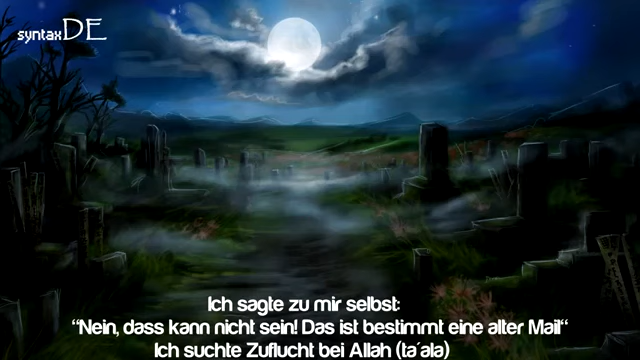 syntaxDE
Ich sagte zu mir selbst:
"Nein, dass kann nicht sein! Das ist bestimmt eine alter Mail"
Ich suchte Zuflucht bei Allah (ta´ala)